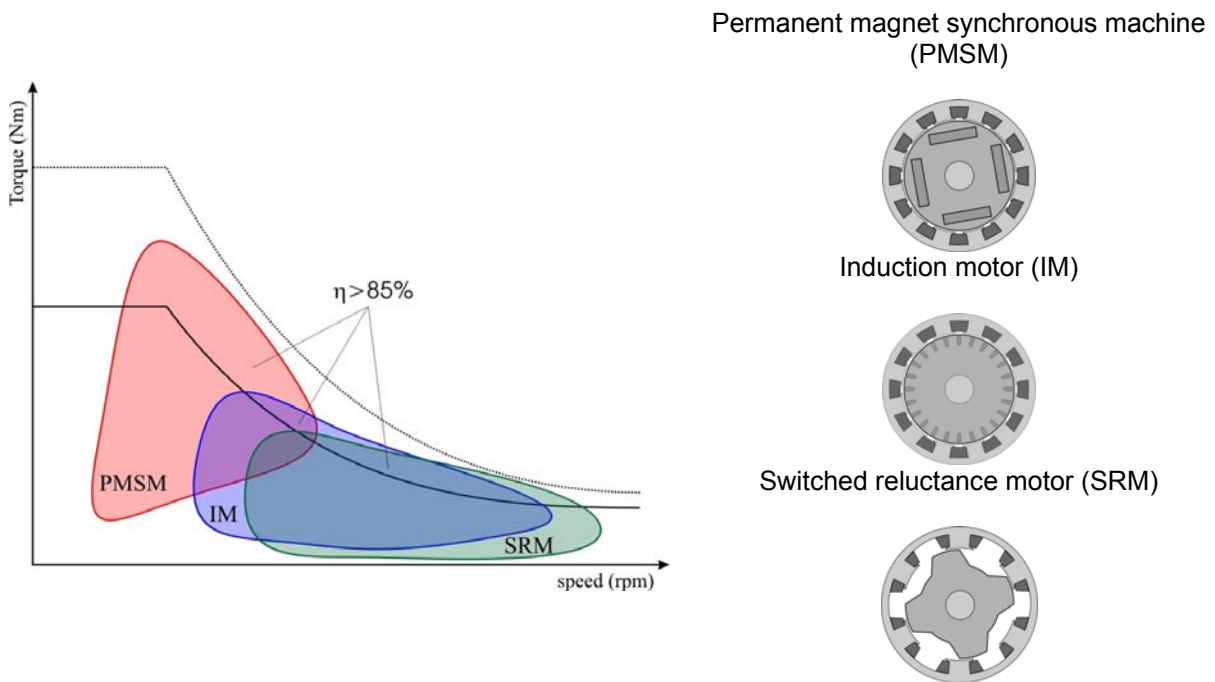 Permanent magnet synchronous machine
(PMSM)
Torque (Nm)
η>85%
Induction motor (IM)
PMSM
IM
SRM
Switched reluctance motor (SRM)
speed (rpm)